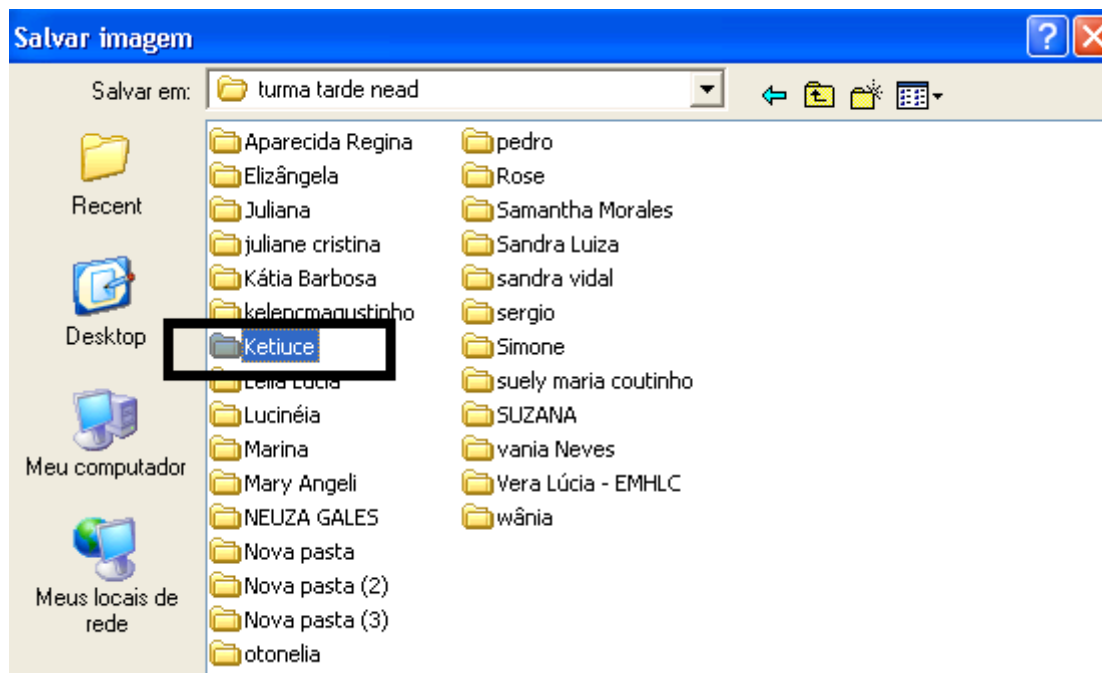 Salvar imagem
Salvar em: turma tarde nead
Recent
Desktop
Meu computador
Meus locais de
rede
Aparecida Regina
Elizângela
Juliana
juliane cristina
Kátia Barbosa
kelencmagustinho
Ketiuce
Leila Lúcia
Lucinéia
Marina
Mary Angeli
NEUZA GALES
Nova pasta
Nova pasta (2)
Nova pasta (3)
otonelia
pedro
Rose
Samantha Morales
Sandra Luiza
sandra vidal
sergio
Simone
suely maria coutinho
SUZANA
vania Neves
Vera Lúcia - EMHLC
wânia